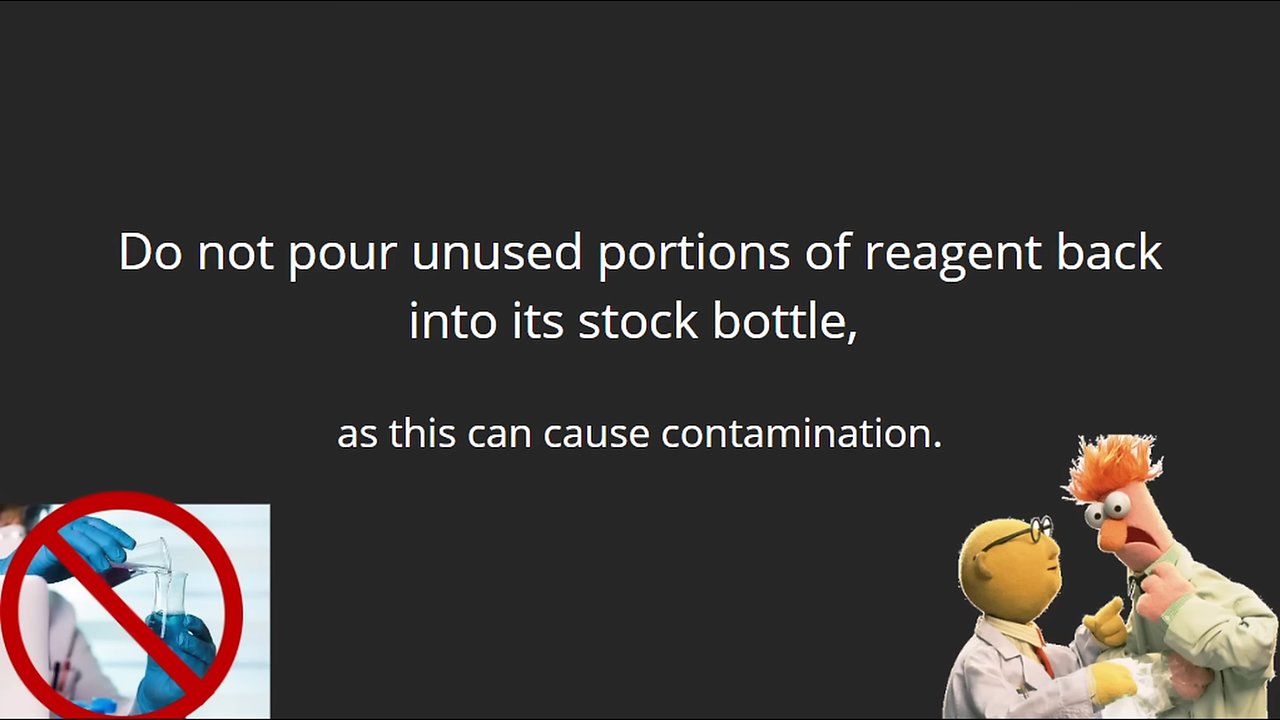 Do not pour unused portions of reagent back
into its stock bottle,
as this can cause contamination.